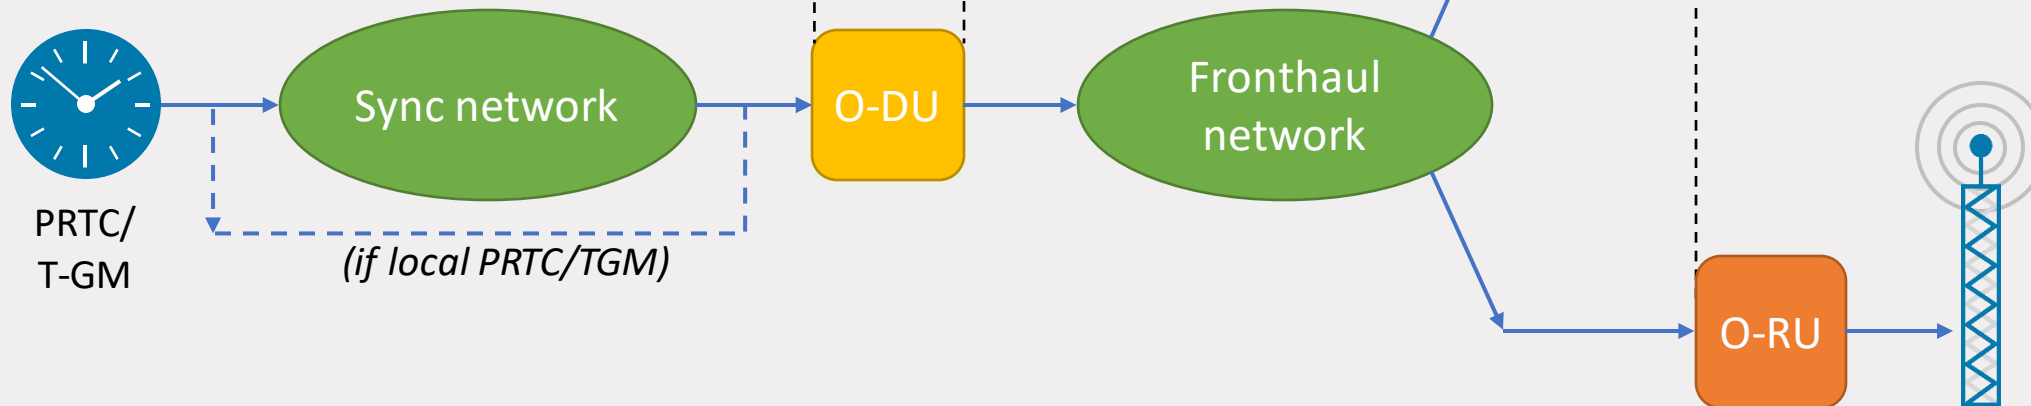 Sync network
O-DU
Fronthaul
network
PRTC/
T-GM
(if local PRTC/TGM)
O-RU